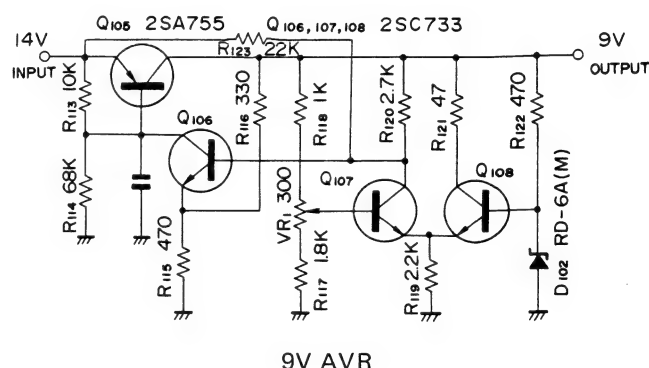 Q105 2SA755 Q106,107,108 2SC733
14V
INPUT
R123 22K
9V
OUTPUT
R113 10K
R116 330
R118 1K
R120 2.7K
R121 47
R122 470
Q106
Q107
Q108
R114 68K
VR1 300
R115 470
R117 1.8K
R119 2.2K
D102 RD-6A(M)
9V AVR